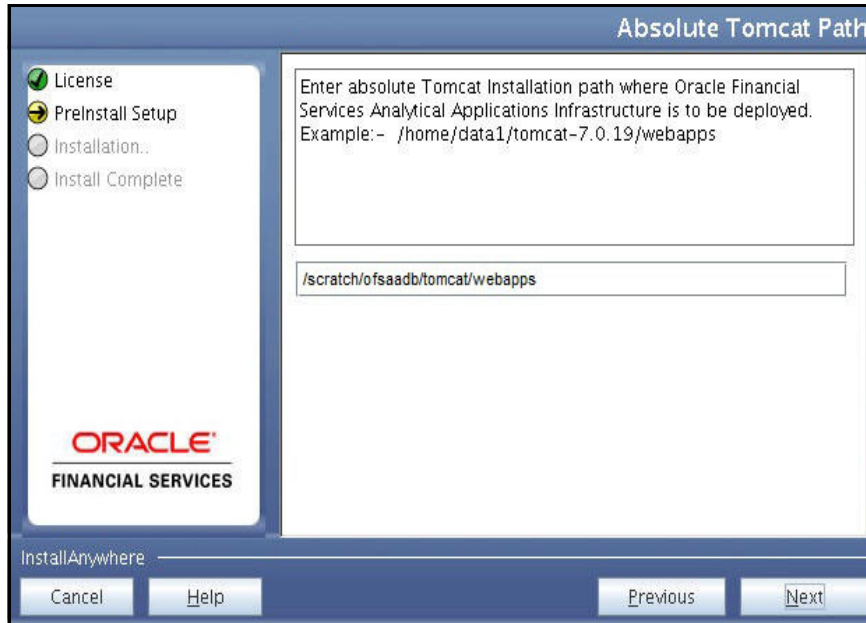 Absolute Tomcat Path
License
PreInstall Setup
Installation..
Install Complete
Enter absolute Tomcat Installation path where Oracle Financial
Services Analytical Applications Infrastructure is to be deployed.
Example:- /home/data1/tomcat-7.0.19/webapps
/scratch/ofsaadb/tomcat/webapps
ORACLE
FINANCIAL SERVICES
InstallAnywhere
Cancel
Help
Previous
Next